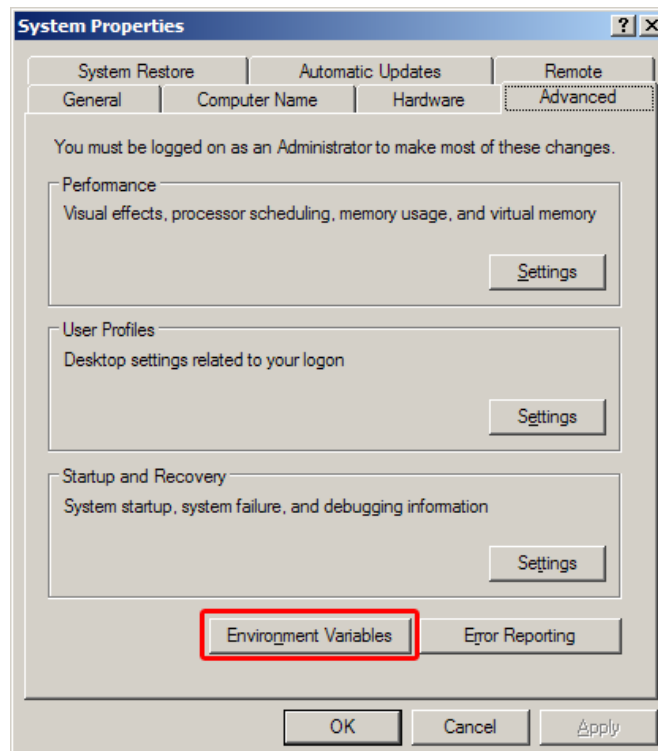 System Properties
System Restore Automatic Updates Remote
General Computer Name Hardware Advanced
You must be logged on as an Administrator to make most of these changes.
Performance
Visual effects, processor scheduling, memory usage, and virtual memory
Settings
User Profiles
Desktop settings related to your logon
Settings
Startup and Recovery
System startup, system failure, and debugging information
Settings
Environment Variables Error Reporting
OK Cancel Apply